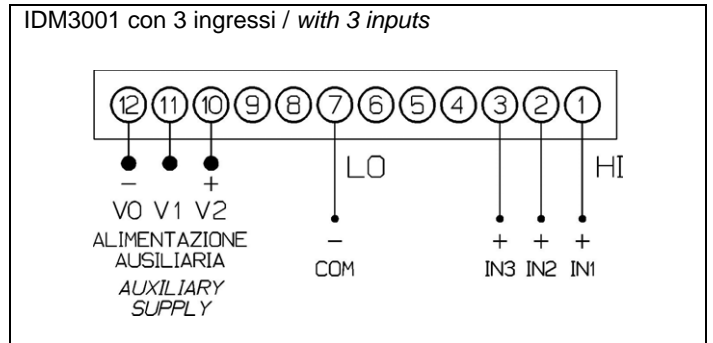 IDM3001 con 3 ingressi / with 3 inputs
12 11 10 9 8 7 6 5 4 3 2 1
LO HI
- + - + + +
V0 V1 V2
ALIMENTAZIONE
AUSILIARIA
AUXILIARY
SUPPLY
COM IN3 IN2 IN1